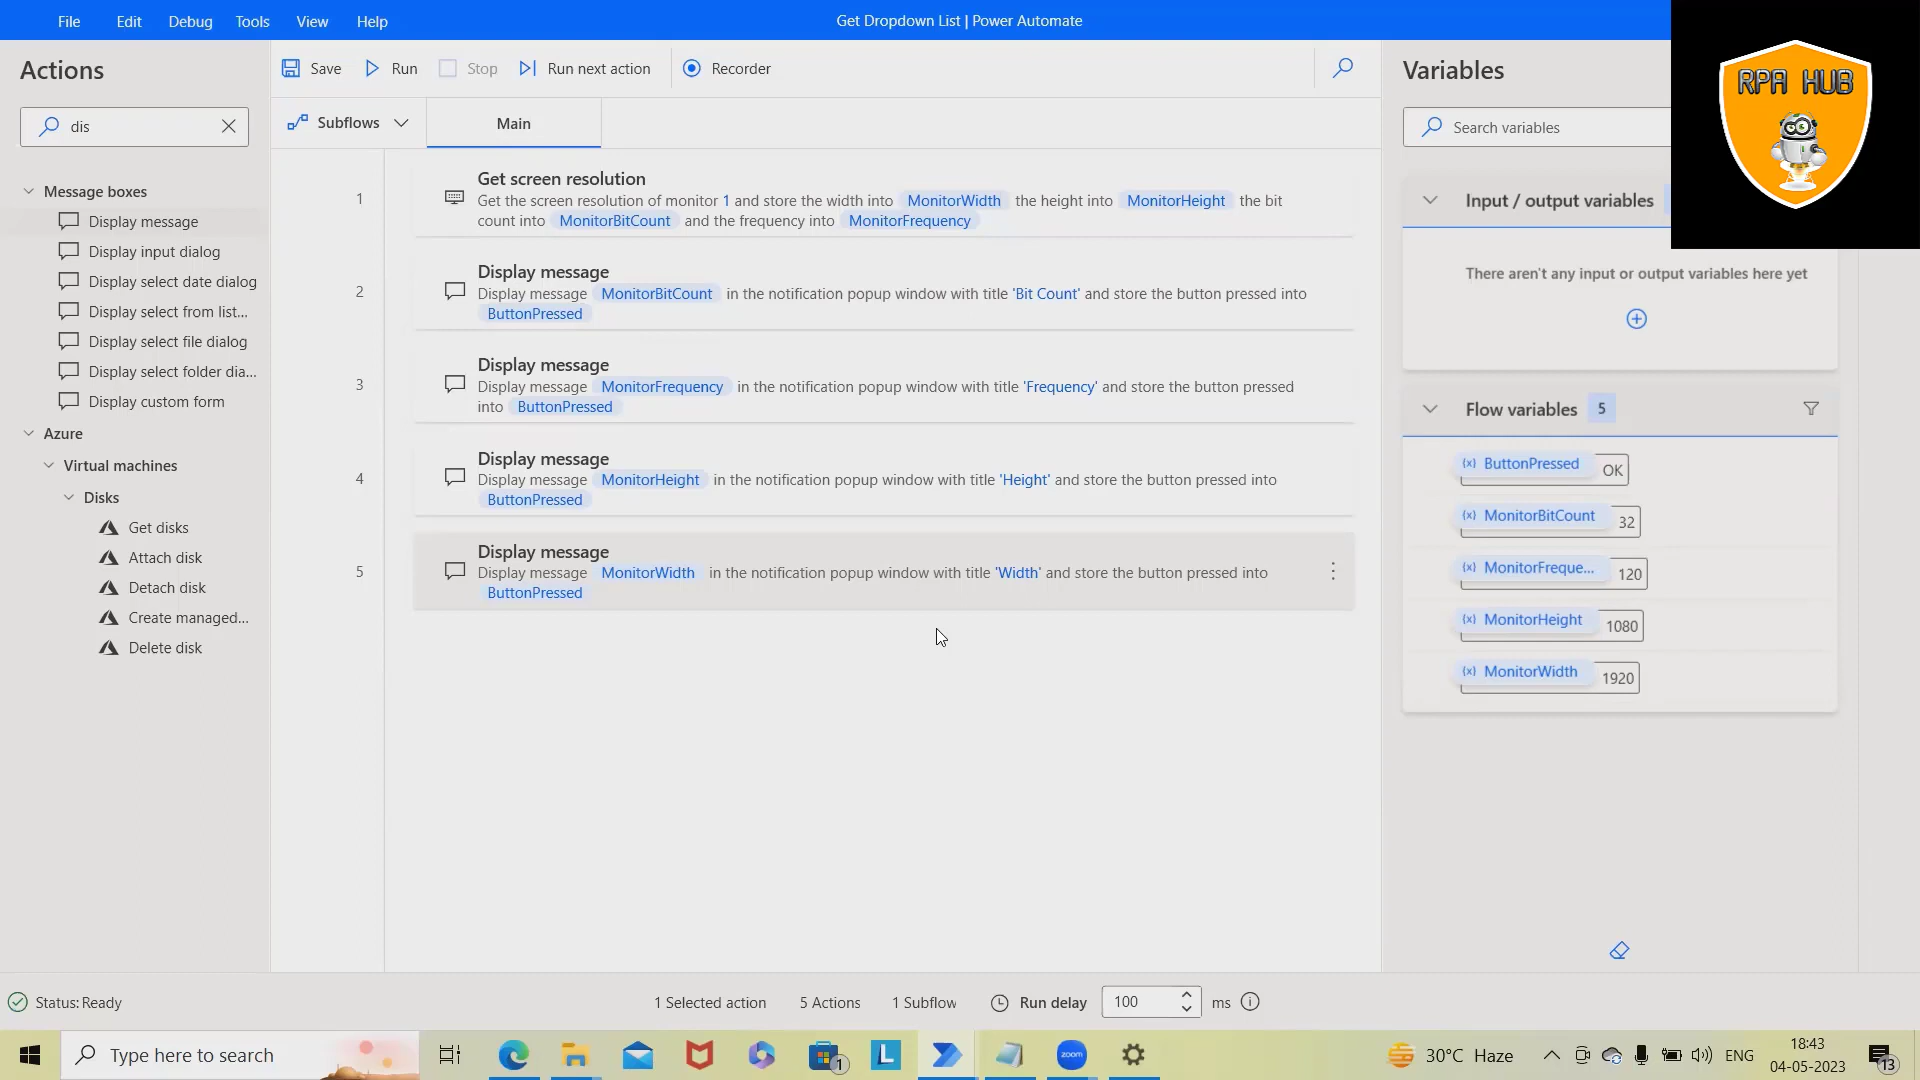 File Edit Debug Tools View Help
Get Dropdown List | Power Automate
RPA HUB
Actions
dis
Message boxes
Display message
Display input dialog
Display select date dialog
Display select from list...
Display select file dialog
Display select folder dia...
Display custom form
Azure
Virtual machines
Disks
Get disks
Attach disk
Detach disk
Create managed...
Delete disk
Save Run Stop Run next action Recorder
Subflows Main
1 Get screen resolution
Get the screen resolution of monitor 1 and store the width into MonitorWidth the height into MonitorHeight the bit
count into MonitorBitCount and the frequency into MonitorFrequency
2 Display message
Display message MonitorBitCount in the notification popup window with title 'Bit Count' and store the button pressed into
ButtonPressed
3 Display message
Display message MonitorFrequency in the notification popup window with title 'Frequency' and store the button pressed
into ButtonPressed
4 Display message
Display message MonitorHeight in the notification popup window with title 'Height' and store the button pressed into
ButtonPressed
5 Display message
Display message MonitorWidth in the notification popup window with title 'Width' and store the button pressed into
ButtonPressed
Variables
Search variables
Input / output variables
There aren't any input or output variables here yet
Flow variables 5
{x} ButtonPressed OK
{x} MonitorBitCount 32
{x} MonitorFreque... 120
{x} MonitorHeight 1080
{x} MonitorWidth 1920
Status: Ready 1 Selected action 5 Actions 1 Subflow Run delay 100 ms
Type here to search
1
L
zoom
30°C Haze
ENG
18:43
04-05-2023
13